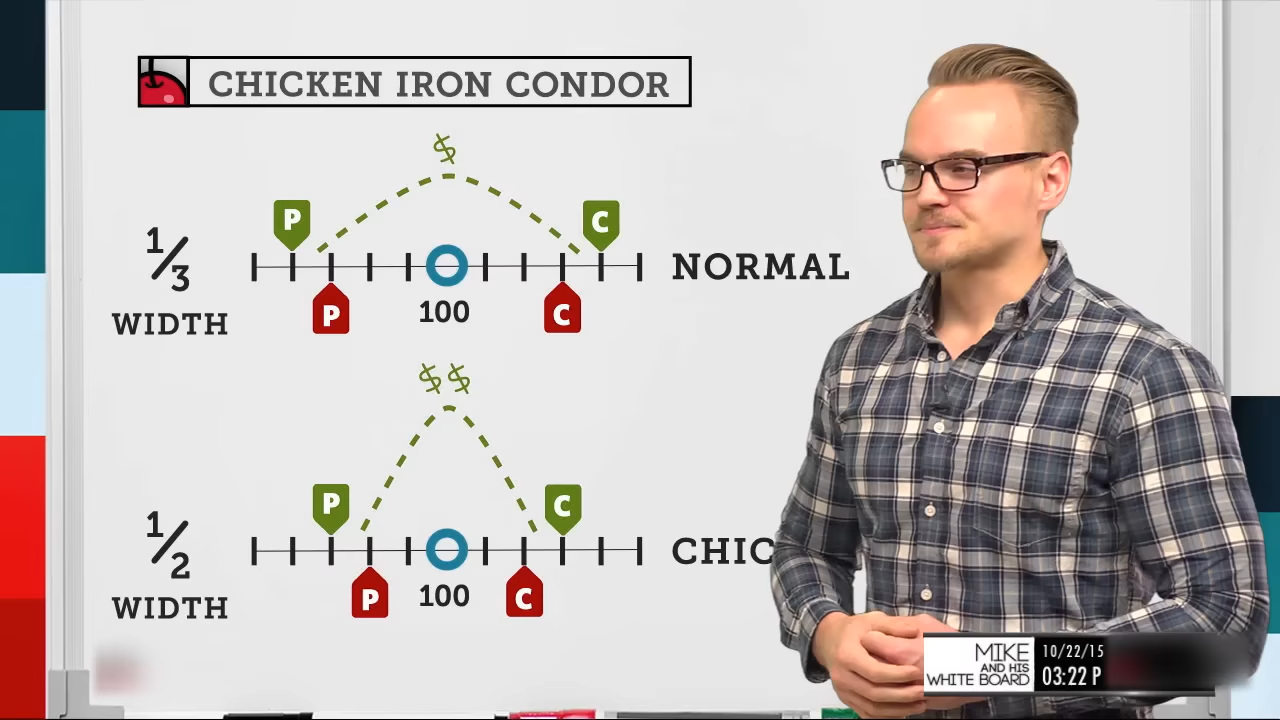 CHICKEN IRON CONDOR
$
P
C
1/3
WIDTH
NORMAL
P
100
C
$$
P
C
1/2
WIDTH
CHIC
P
100
C
MIKE
AND HIS
WHITE BOARD
10/22/15
03:22 P